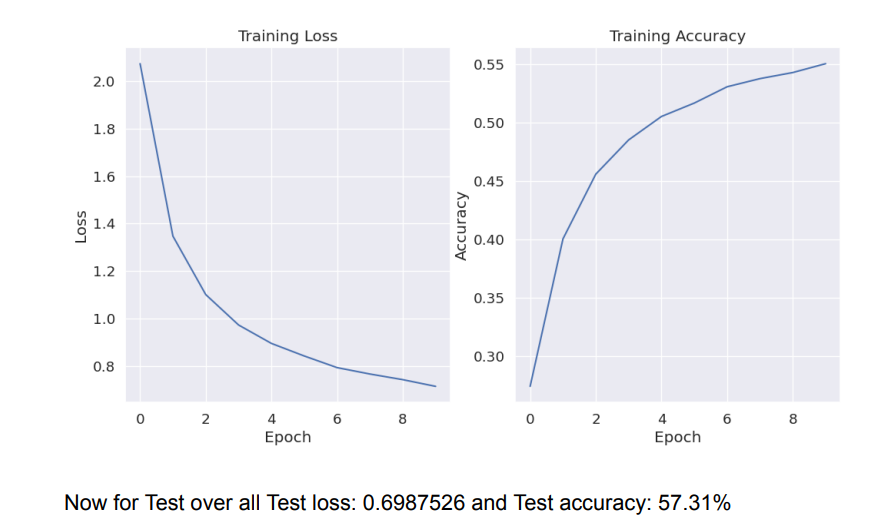 Training Loss
Training Accuracy
2.0
1.8
1.6
1.4
1.2
1.0
0.8
Loss
0 2 4 6 8
Epoch
0.55
0.50
0.45
0.40
0.35
0.30
Accuracy
0 2 4 6 8
Epoch
Now for Test over all Test loss: 0.6987526 and Test accuracy: 57.31%